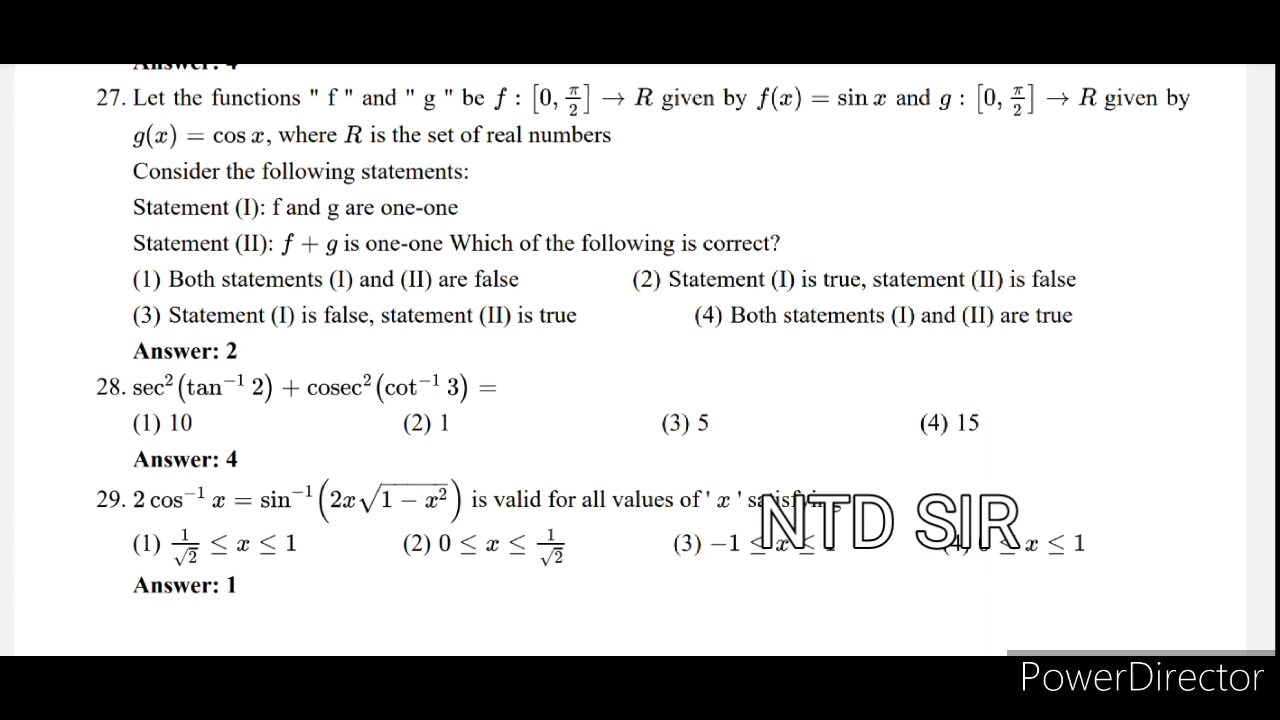 27. Let the functions " f " and " g " be f : [0, π/2] → R given by f(x) = sin x and g : [0, π/2] → R given by
g(x) = cos x, where R is the set of real numbers
Consider the following statements:
Statement (I): f and g are one-one
Statement (II): f + g is one-one Which of the following is correct?
(1) Both statements (I) and (II) are false (2) Statement (I) is true, statement (II) is false
(3) Statement (I) is false, statement (II) is true (4) Both statements (I) and (II) are true
Answer: 2
28. sec²(tan⁻¹ 2) + cosec²(cot⁻¹ 3) =
(1) 10 (2) 1 (3) 5 (4) 15
Answer: 4
29. 2 cos⁻¹ x = sin⁻¹(2x√(1 − x²)) is valid for all values of ' x '
(1) 1/√2 ≤ x ≤ 1 (2) 0 ≤ x ≤ 1/√2 (3) −1 ≤ x ≤ x ≤ 1
NTD SIR
Answer: 1
PowerDirector